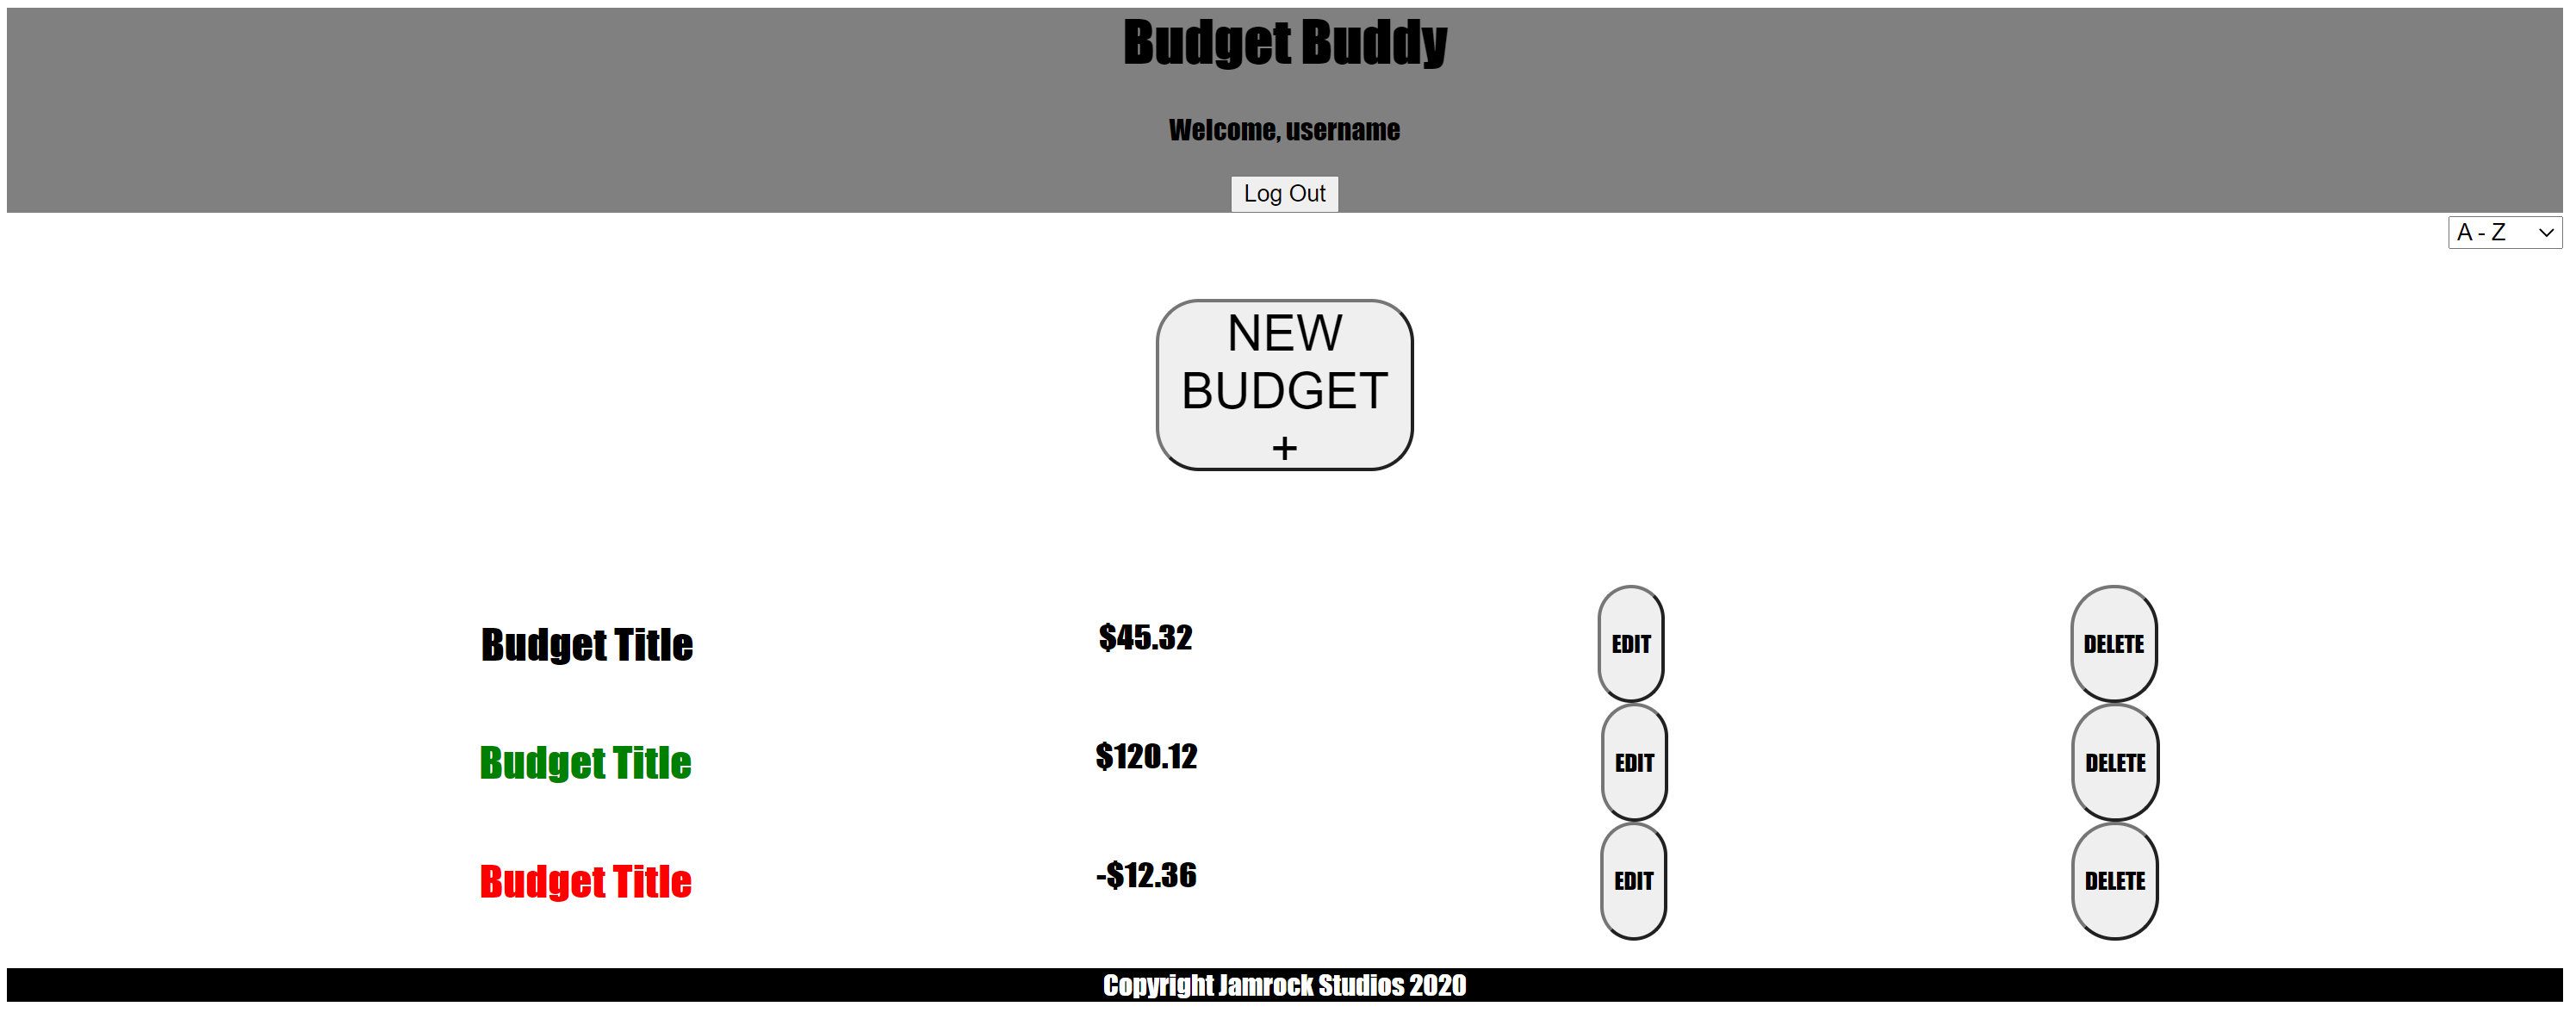 Budget Buddy
Welcome, username
Log Out
A - Z
NEW
BUDGET
+
Budget Title $45.32 EDIT DELETE
Budget Title $120.12 EDIT DELETE
Budget Title -$12.36 EDIT DELETE
Copyright Jamrock Studios 2020